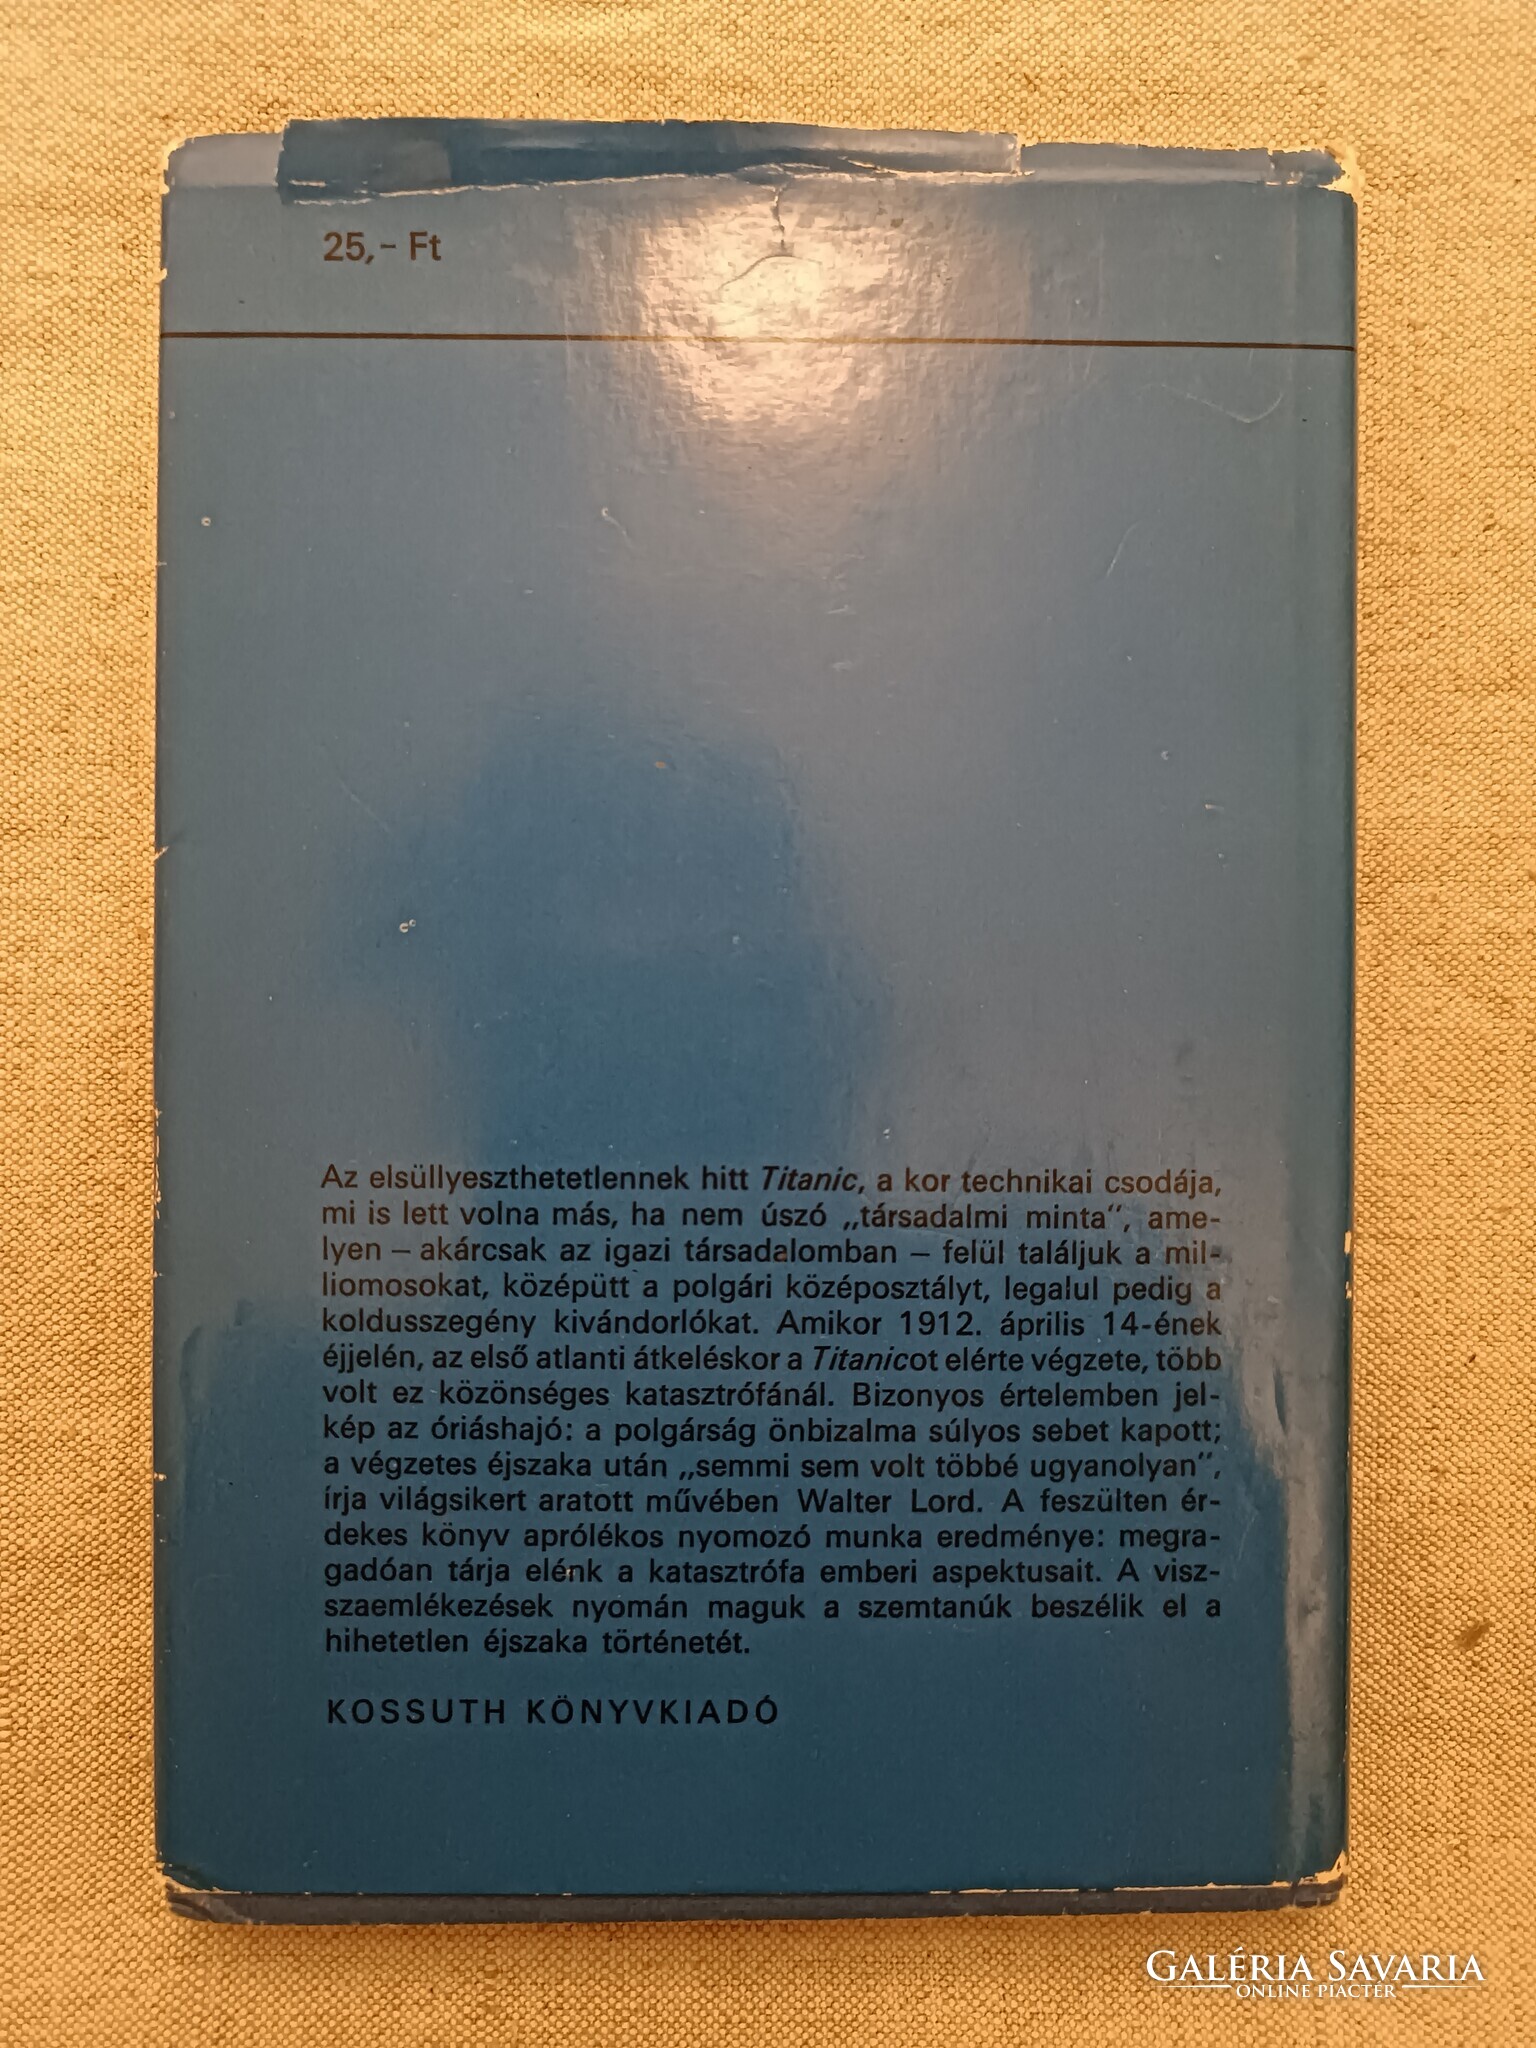 25,- Ft
Az elsüllyeszthetetlennek hitt Titanic, a kor technikai csodája,
mi is lett volna más, ha nem úszó „társadalmi minta", ame-
lyen – akárcsak az igazi társadalomban – felül találjuk a mil-
liomosokat, középütt a polgári középosztályt, legalul pedig a
koldusszegény kivándorlókat. Amikor 1912. április 14-ének
éjjelén, az első atlanti átkeléskor a Titanicot elérte végzete, több
volt ez közönséges katasztrófánál. Bizonyos értelemben jel-
kép az óriáshajó: a polgárság önbizalma súlyos sebet kapott;
a végzetes éjszaka után „semmi sem volt többé ugyanolyan",
írja világsikert aratott művében Walter Lord. A feszülten ér-
dekes könyv aprólékos nyomozó munka eredménye: megra-
gadóan tárja elénk a katasztrófa emberi aspektusait. A visz-
szaemlékezések nyomán maguk a szemtanúk beszélik el a
hihetetlen éjszaka történetét.
KOSSUTH KÖNYVKIADÓ
GALÉRIA SAVARIA
ONLINE PIACTÉR